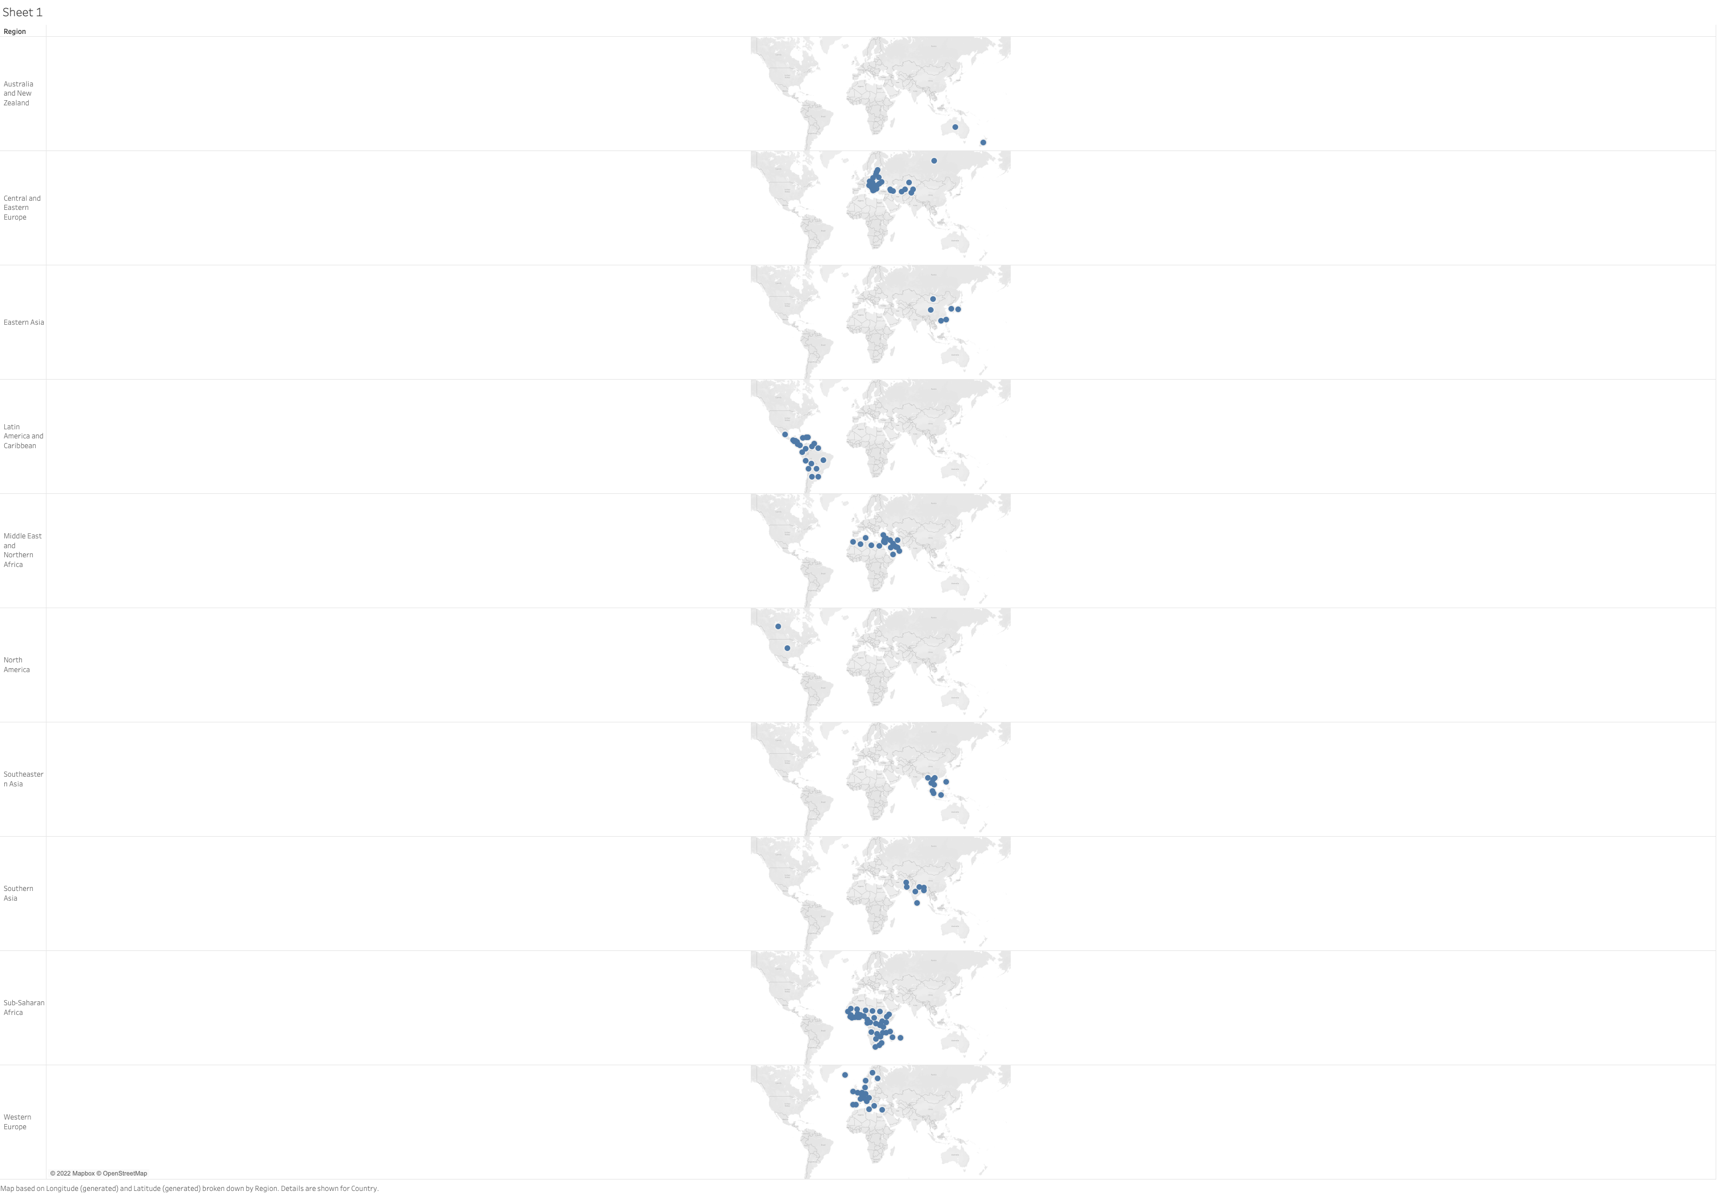 Sheet 1
Region
Australia
and New
Zealand
Central and
Eastern
Europe
Eastern Asia
Latin
America and
Caribbean
Middle East
and
Northern
Africa
North
America
Southeaster
n Asia
Southern
Asia
Sub-Saharan
Africa
Western
Europe
© 2022 Mapbox © OpenStreetMap
Map based on Longitude (generated) and Latitude (generated) broken down by Region. Details are shown for Country.